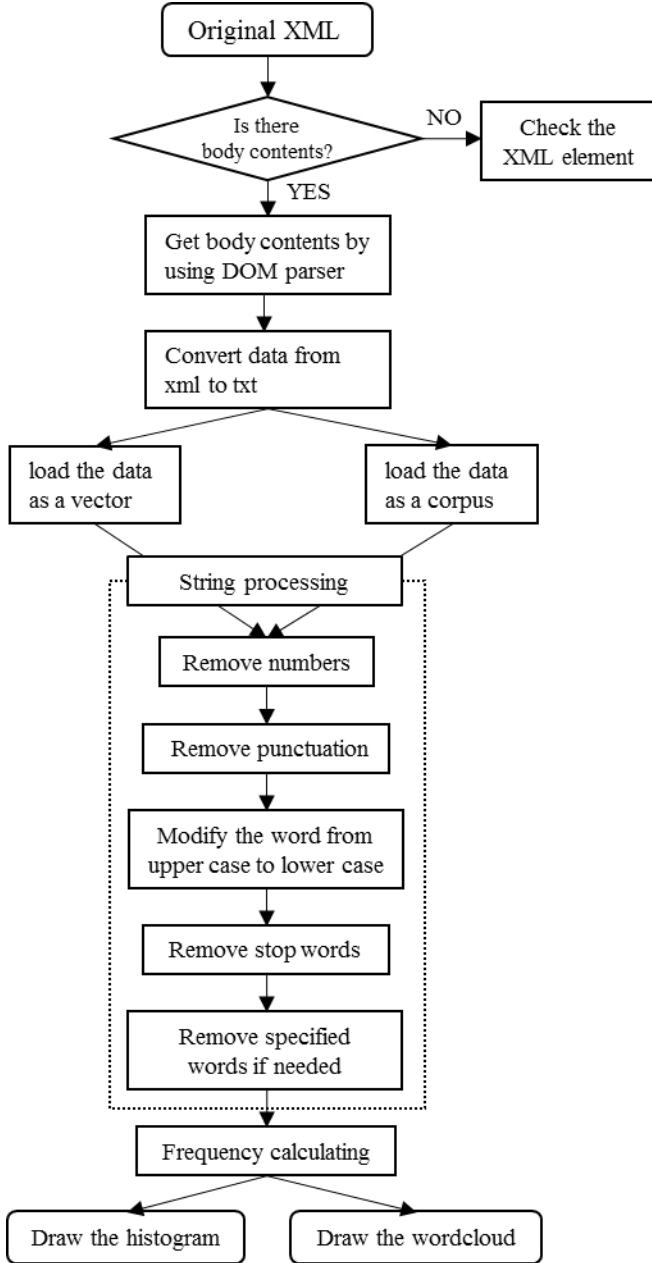 Original XML
Is there
body contents?
NO
Check the
XML element
YES
Get body contents by
using DOM parser
Convert data from
xml to txt
load the data
as a vector
load the data
as a corpus
String processing
Remove numbers
Remove punctuation
Modify the word from
upper case to lower case
Remove stop words
Remove specified
words if needed
Frequency calculating
Draw the histogram
Draw the wordcloud